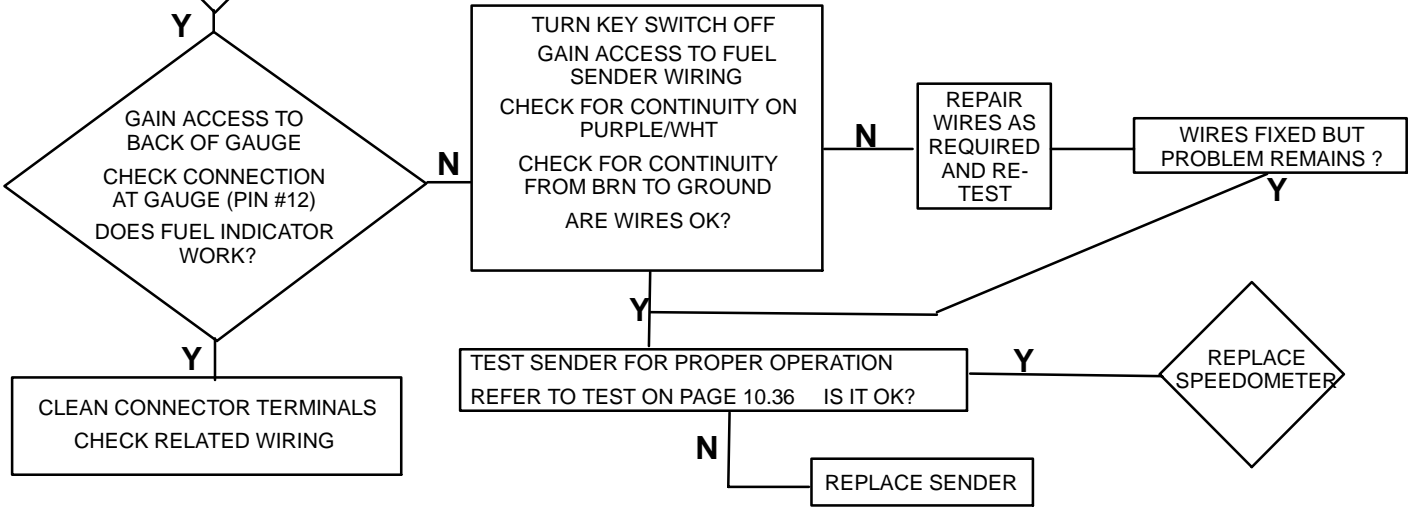 Y
GAIN ACCESS TO
BACK OF GAUGE
CHECK CONNECTION
AT GAUGE (PIN #12)
DOES FUEL INDICATOR
WORK?
N
TURN KEY SWITCH OFF
GAIN ACCESS TO FUEL
SENDER WIRING
CHECK FOR CONTINUITY ON
PURPLE/WHT
CHECK FOR CONTINUITY
FROM BRN TO GROUND
ARE WIRES OK?
N
REPAIR
WIRES AS
REQUIRED
AND RE-
TEST
WIRES FIXED BUT
PROBLEM REMAINS ?
Y
Y
Y
CLEAN CONNECTOR TERMINALS
CHECK RELATED WIRING
TEST SENDER FOR PROPER OPERATION
REFER TO TEST ON PAGE 10.36 IS IT OK?
Y
REPLACE
SPEEDOMETER
N
REPLACE SENDER